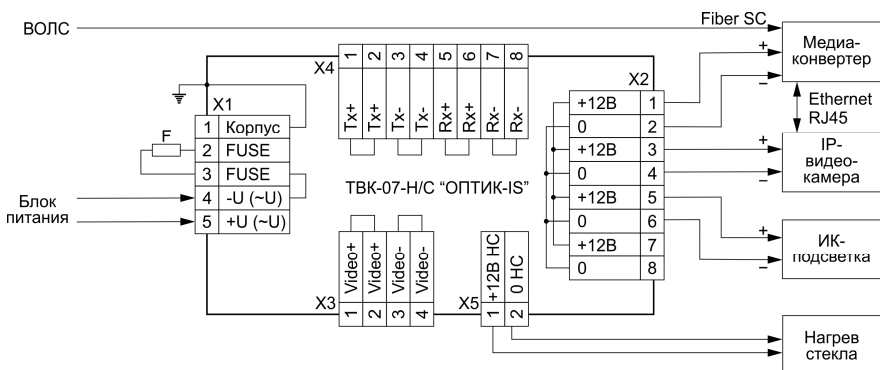 ВОЛС
Fiber SC
Медиа-
конвертер
+
−
Ethernet
RJ45
IP-
видео-
камера
+
−
ИК-
подсветка
+
−
Нагрев
стекла
X4
1 2 3 4 5 6 7 8
Tx+ Tx+ Tx- Tx- Rx+ Rx+ Rx- Rx-
X1
1 Корпус
2 FUSE
3 FUSE
4 -U (~U)
5 +U (~U)
F
Блок
питания
ТВК-07-Н/С “ОПТИК-IS”
X2
+12В 1
0 2
+12В 3
0 4
+12В 5
0 6
+12В 7
0 8
X3
Video+ Video+ Video- Video-
1 2 3 4
X5
+12В НС 0 НС
1 2